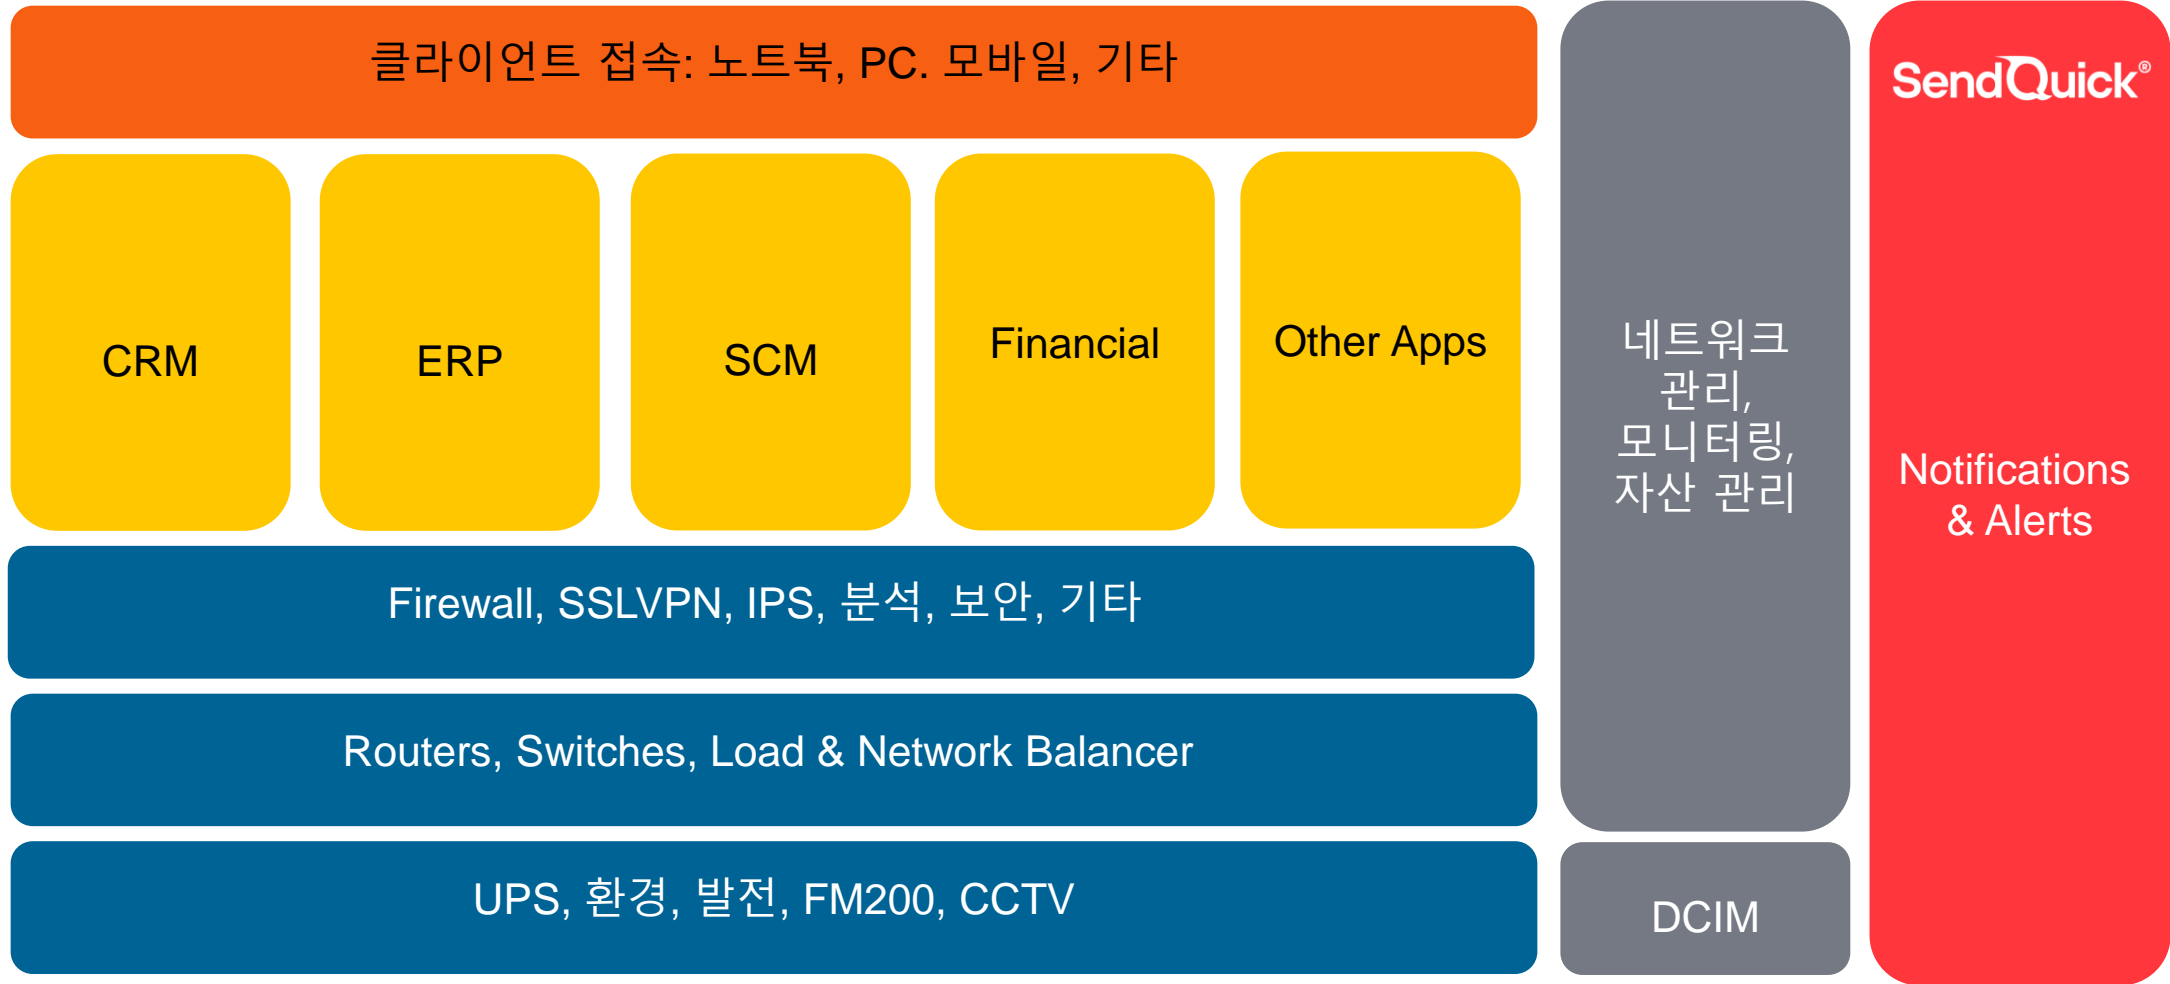 클라이언트 접속: 노트북, PC. 모바일, 기타
CRM
ERP
SCM
Financial
Other Apps
Firewall, SSLVPN, IPS, 분석, 보안, 기타
Routers, Switches, Load & Network Balancer
UPS, 환경, 발전, FM200, CCTV
네트워크
관리,
모니터링,
자산 관리
DCIM
SendQuick®
Notifications
& Alerts